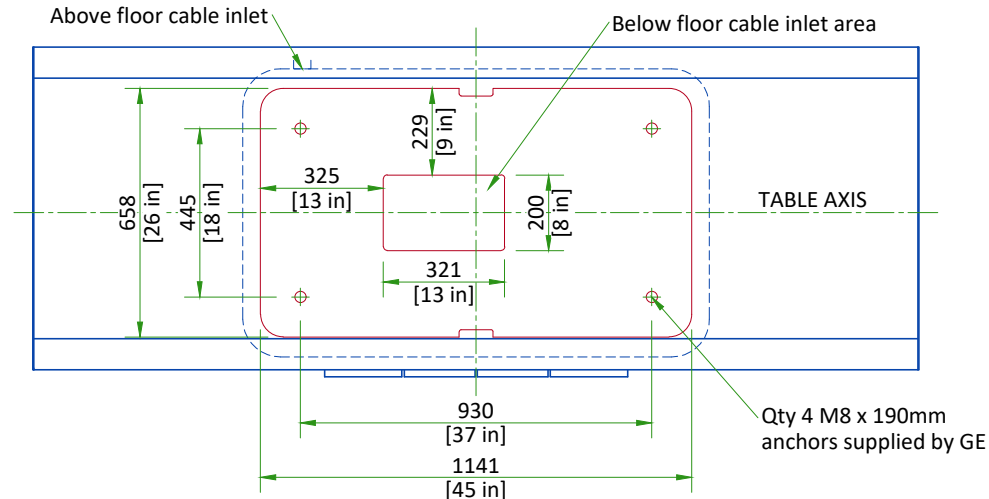 Above floor cable inlet
Below floor cable inlet area
229
[9 in]
325
[13 in]
658
[26 in]
445
[18 in]
200
[8 in]
TABLE AXIS
321
[13 in]
930
[37 in]
Qty 4 M8 x 190mm
anchors supplied by GE
1141
[45 in]